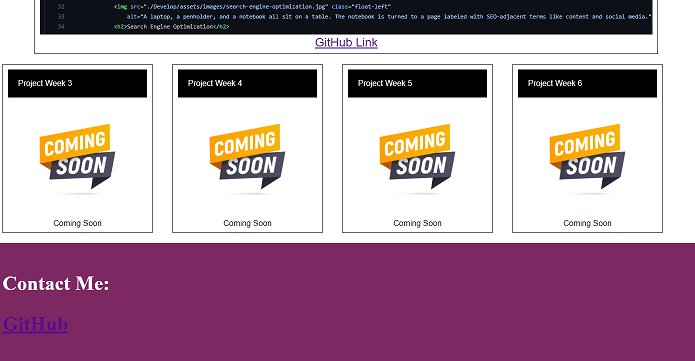 32 <img src="./Develop/assets/images/search-engine-optimization.jpg" class="float-left"
33 alt="A laptop, a penholder, and a notebook all sit on a table. The notebook is turned to a page labeled with SEO-adjacent terms like content and social media."
34 <h2>Search Engine Optimization</h2>
GitHub Link
Project Week 3
Project Week 4
Project Week 5
Project Week 6
COMING
SOON
COMING
SOON
COMING
SOON
COMING
SOON
Coming Soon
Coming Soon
Coming Soon
Coming Soon
Contact Me:
GitHub